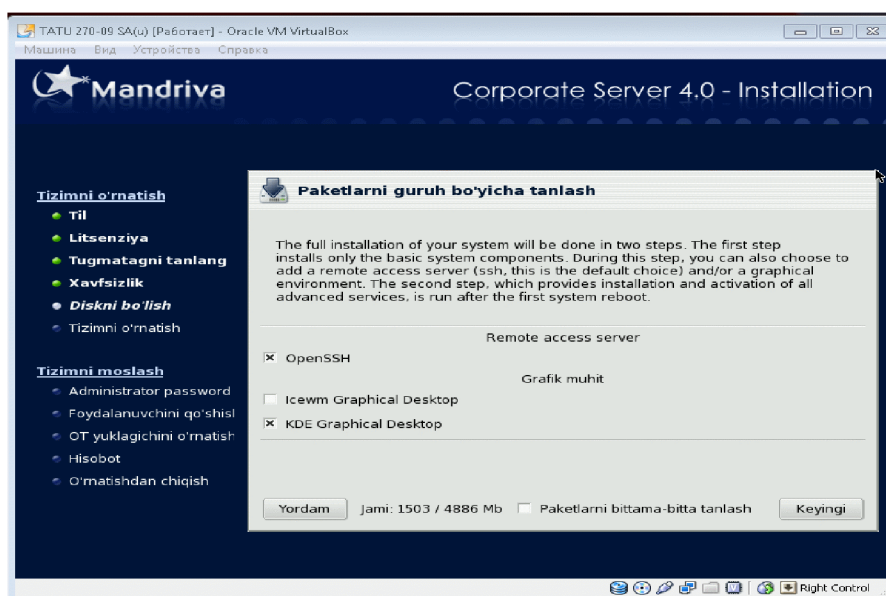 TATU 270-09 SA(u) [Работает] - Oracle VM VirtualBox
Машина Вид Устройства Справка
Mandriva
Corporate Server 4.0 - Installation
Tizimni o'rnatish
Til
Litsenziya
Tugmatagni tanlang
Xavfsizlik
Diskni bo'lish
Tizimni o'rnatish
Tizimni moslash
Administrator password
Foydalanuvchini qo'shisl
OT yuklagichini o'rnatish
Hisobot
O'rnatishdan chiqish
Paketlarni guruh bo'yicha tanlash
The full installation of your system will be done in two steps. The first step
installs only the basic system components. During this step, you can also choose to
add a remote access server (ssh, this is the default choice) and/or a graphical
environment. The second step, which provides installation and activation of all
advanced services, is run after the first system reboot.
Remote access server
OpenSSH
Grafik muhit
Icewm Graphical Desktop
KDE Graphical Desktop
Yordam Jami: 1503 / 4886 Mb Paketlarni bittama-bitta tanlash Keyingi
Right Control